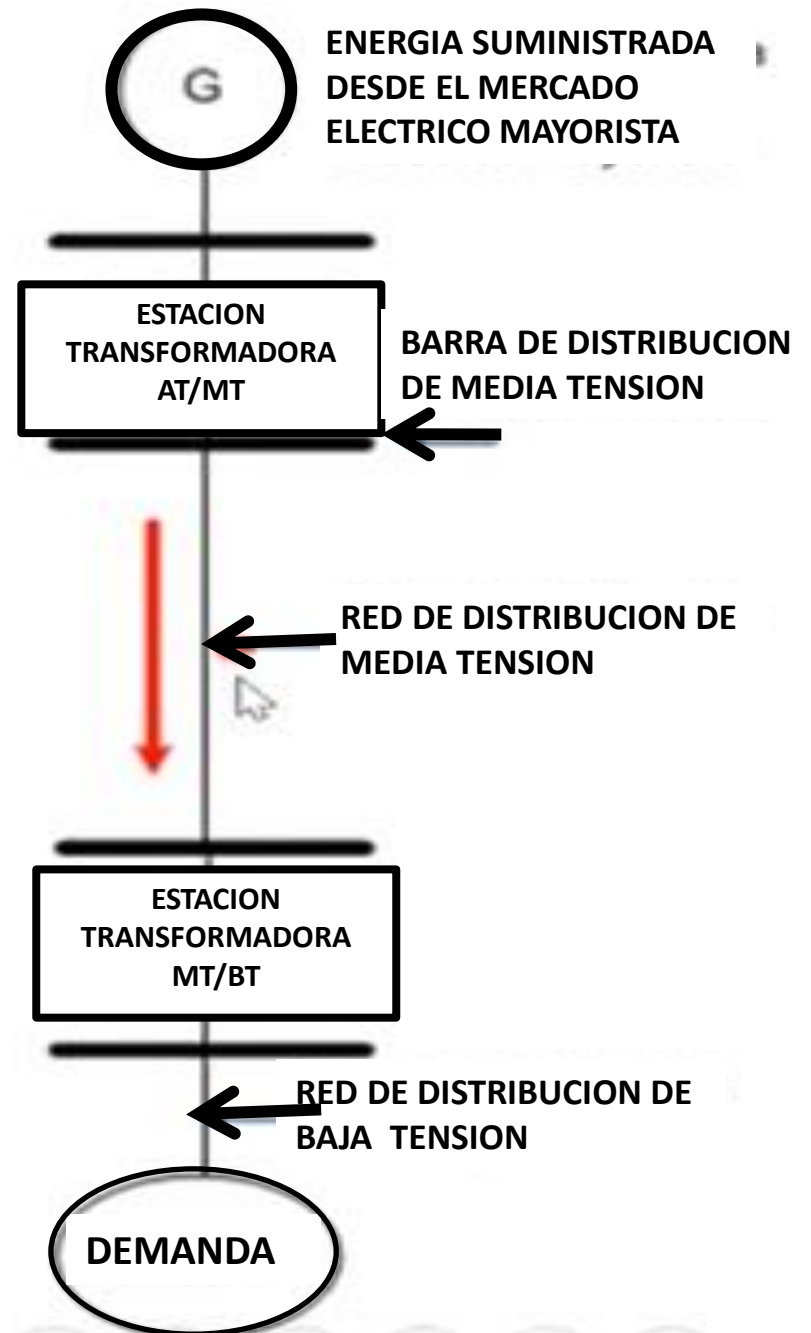 G
ENERGIA SUMINISTRADA
DESDE EL MERCADO
ELECTRICO MAYORISTA
ESTACION
TRANSFORMADORA
AT/MT
BARRA DE DISTRIBUCION
DE MEDIA TENSION
RED DE DISTRIBUCION DE
MEDIA TENSION
ESTACION
TRANSFORMADORA
MT/BT
RED DE DISTRIBUCION DE
BAJA TENSION
DEMANDA